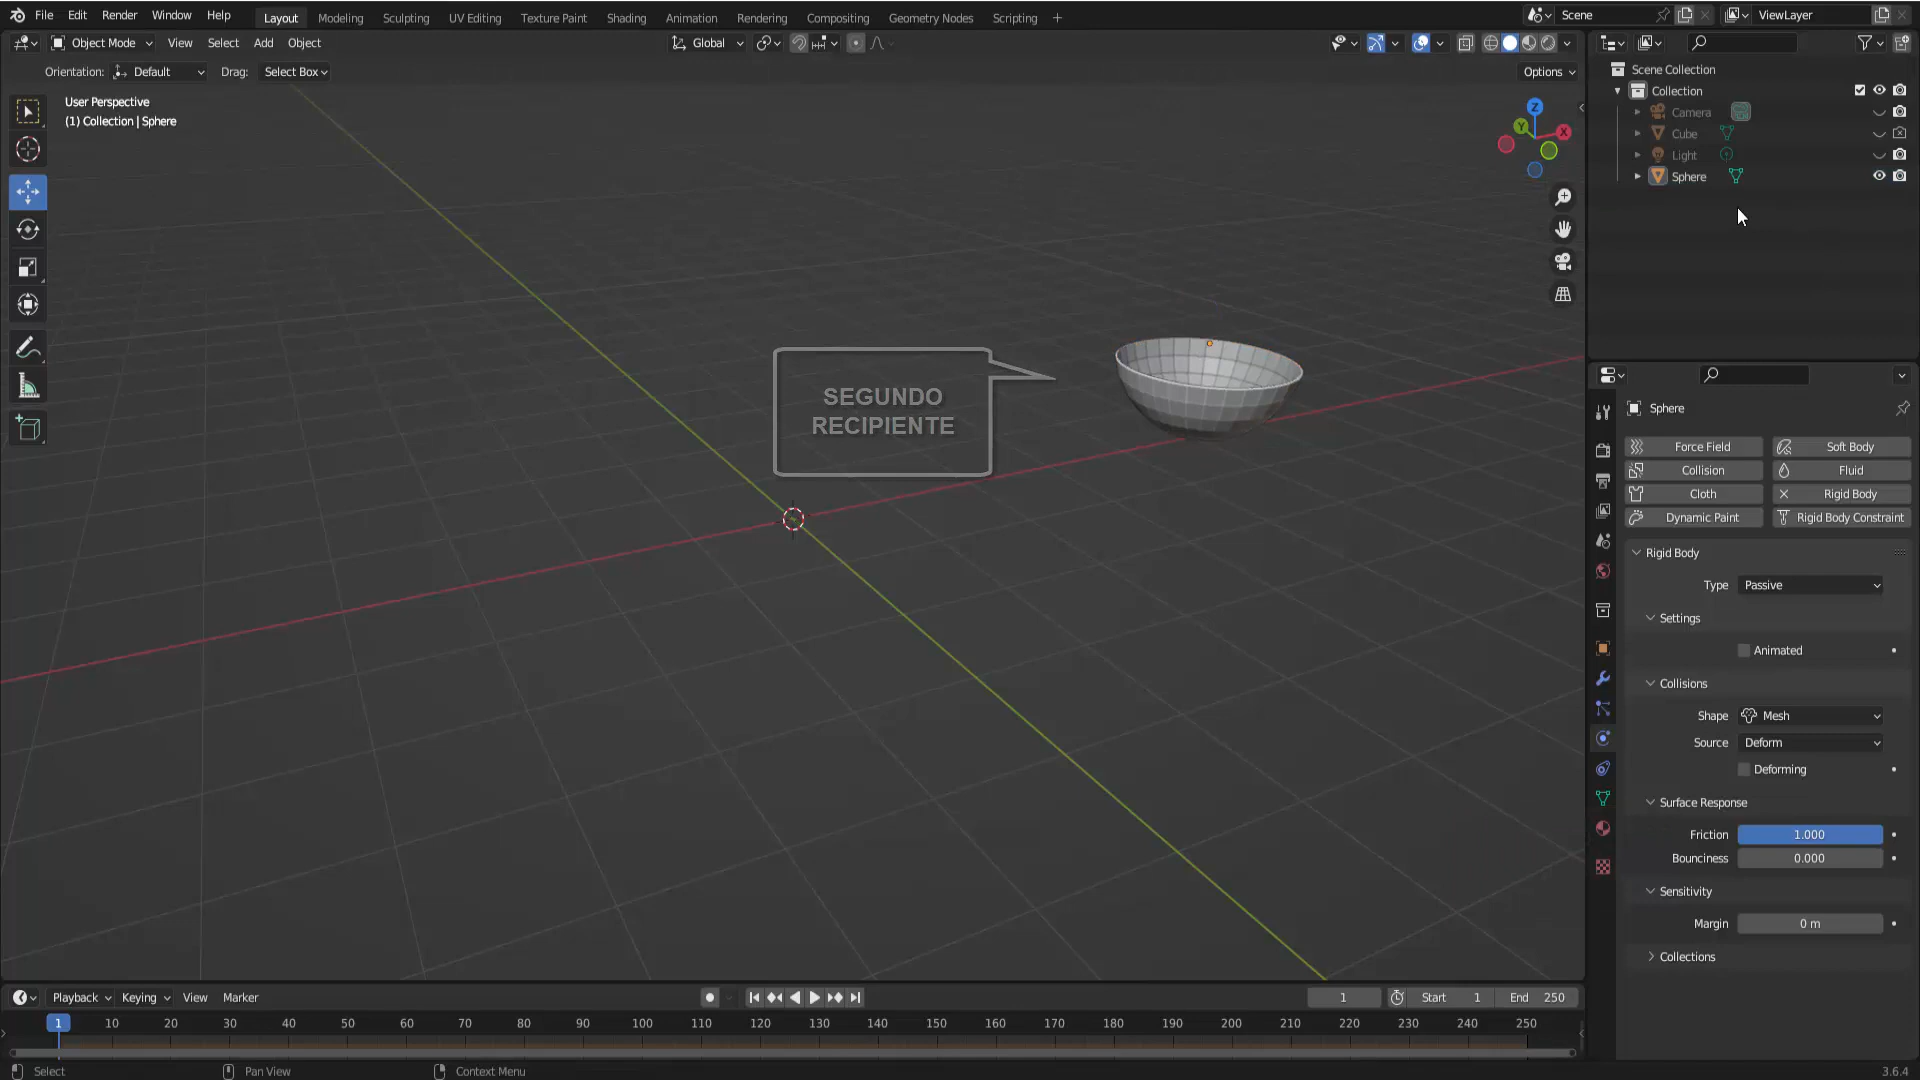 File Edit Render Window Help
Layout Modeling Sculpting UV Editing Texture Paint Shading Animation Rendering Compositing Geometry Nodes Scripting +
Scene
ViewLayer
Object Mode View Select Add Object
Global
Orientation: Default Drag: Select Box
Options
User Perspective
(1) Collection | Sphere
Z
Y
X
SEGUNDO
RECIPIENTE
Scene Collection
Collection
Camera
Cube
Light
Sphere
Sphere
Force Field Soft Body
Collision Fluid
Cloth Rigid Body
Dynamic Paint Rigid Body Constraint
Rigid Body
Type Passive
Settings
Animated
Collisions
Shape Mesh
Source Deform
Deforming
Surface Response
Friction 1.000
Bounciness 0.000
Sensitivity
Margin 0 m
Collections
Playback Keying View Marker
1 Start 1 End 250
1 10 20 30 40 50 60 70 80 90 100 110 120 130 140 150 160 170 180 190 200 210 220 230 240 250
Select Pan View Context Menu 3.6.4